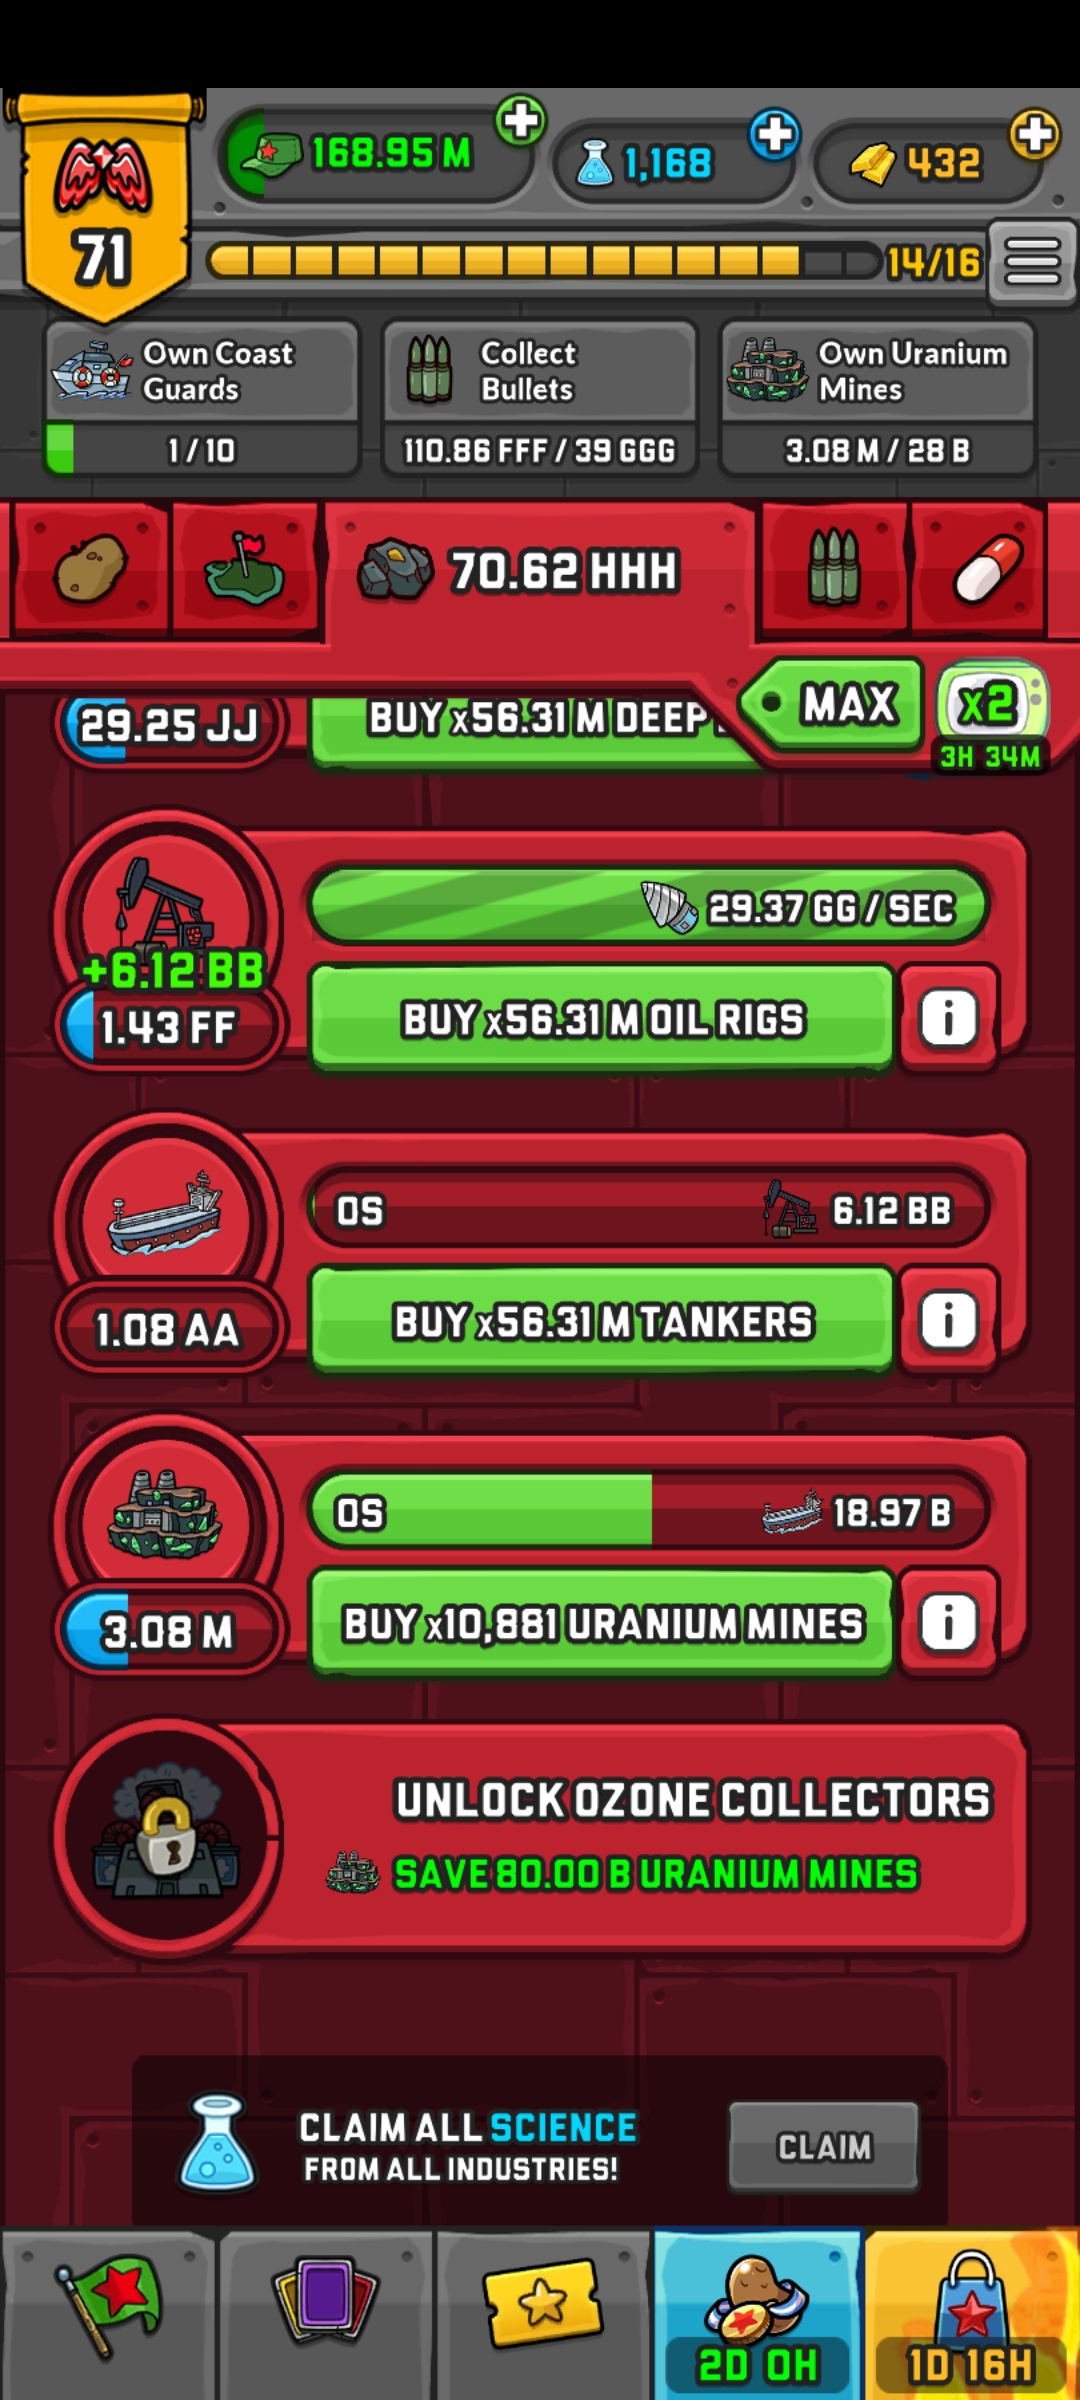 168.95 M
1,168
432
71
14/16
Own Coast
Guards
1 / 10
Collect
Bullets
110.86 FFF / 39 GGG
Own Uranium
Mines
3.08 M / 28 B
70.62 HHH
MAX
x2
3H 34M
29.25 JJ
BUY x56.31 M DEEP
29.37 GG / SEC
+6.12 BB
1.43 FF
BUY x56.31 M OIL RIGS
i
0S
6.12 BB
1.08 AA
BUY x56.31 M TANKERS
i
0S
18.97 B
3.08 M
BUY x10,881 URANIUM MINES
i
UNLOCK OZONE COLLECTORS
SAVE 80.00 B URANIUM MINES
CLAIM ALL SCIENCE
FROM ALL INDUSTRIES!
CLAIM
2D 0H
1D 16H